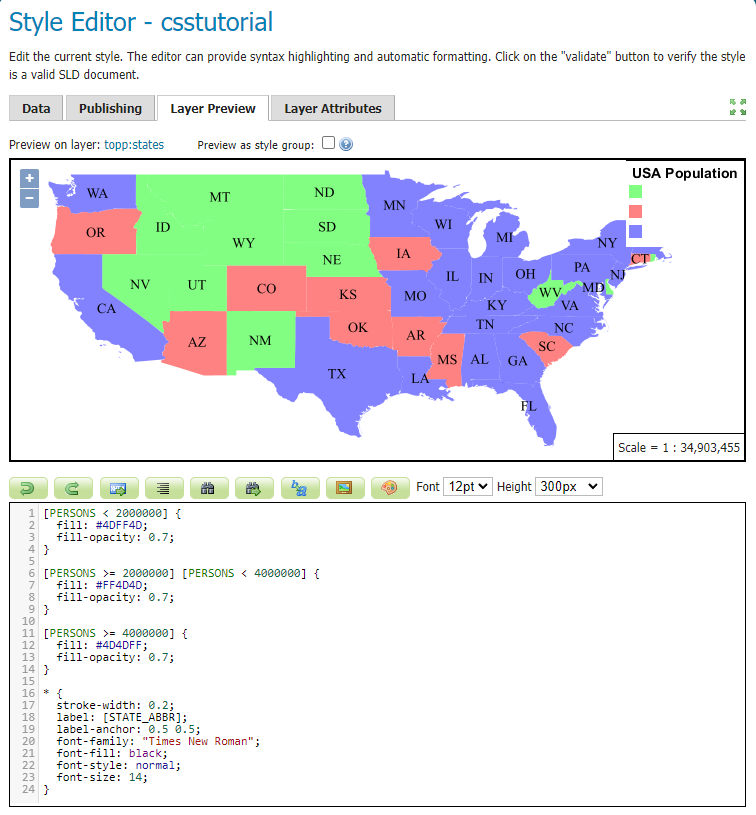 Style Editor - csstutorial
Edit the current style. The editor can provide syntax highlighting and automatic formatting. Click on the "validate" button to verify the style
is a valid SLD document.
Data Publishing Layer Preview Layer Attributes
Preview on layer: topp:states Preview as style group:
+
−
USA Population
WA MT ND MN
OR ID SD WI MI NY
WY NE IA CT
NV UT CO IL IN OH PA NJ
KS MO WV MD
CA KY VA
AZ NM OK AR TN NC
MS AL GA SC
TX LA
FL
Scale = 1 : 34,903,455
Font 12pt Height 300px
1 [PERSONS < 2000000] {
2 fill: #4DFF4D;
3 fill-opacity: 0.7;
4 }
5
6 [PERSONS >= 2000000] [PERSONS < 4000000] {
7 fill: #FF4D4D;
8 fill-opacity: 0.7;
9 }
10
11 [PERSONS >= 4000000] {
12 fill: #4D4DFF;
13 fill-opacity: 0.7;
14 }
15
16 * {
17 stroke-width: 0.2;
18 label: [STATE_ABBR];
19 label-anchor: 0.5 0.5;
20 font-family: "Times New Roman";
21 font-fill: black;
22 font-style: normal;
23 font-size: 14;
24 }